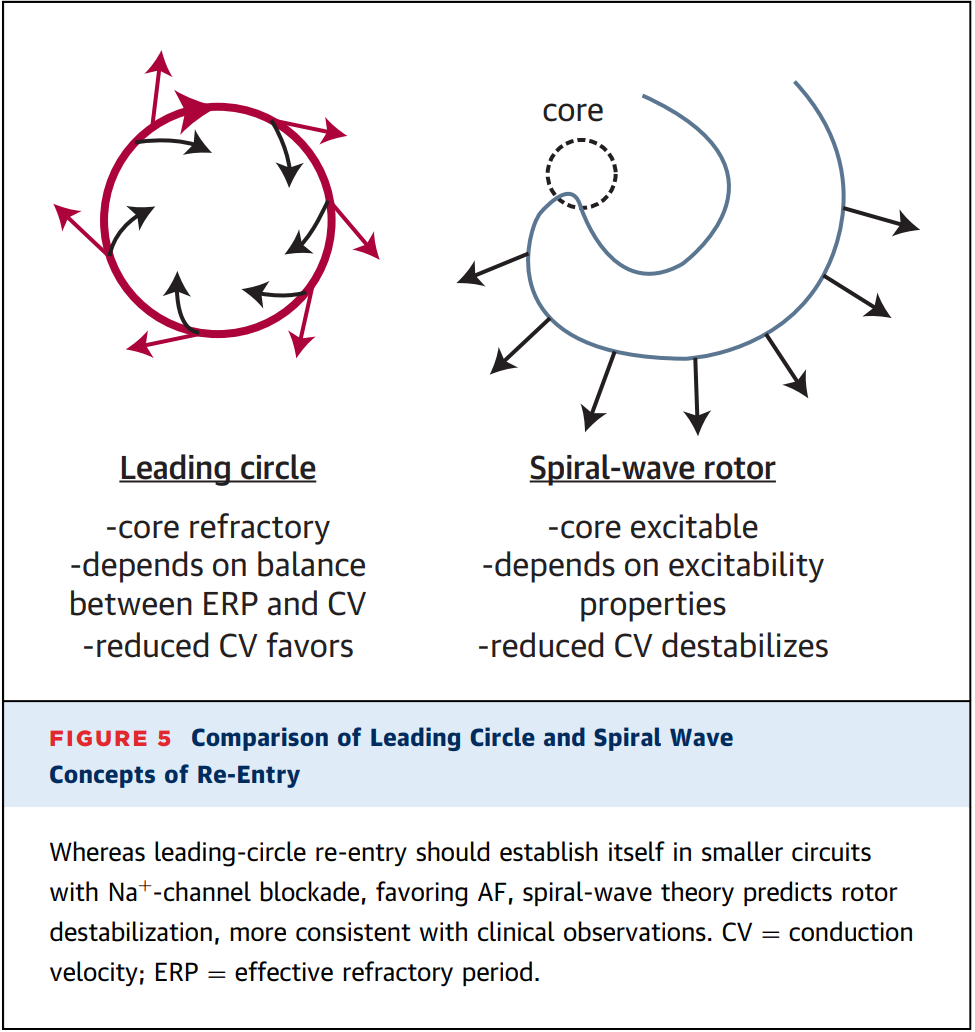 core
Leading circle
-core refractory
-depends on balance
between ERP and CV
-reduced CV favors
Spiral-wave rotor
-core excitable
-depends on excitability
properties
-reduced CV destabilizes
FIGURE 5 Comparison of Leading Circle and Spiral Wave
Concepts of Re-Entry
Whereas leading-circle re-entry should establish itself in smaller circuits
with Na⁺-channel blockade, favoring AF, spiral-wave theory predicts rotor
destabilization, more consistent with clinical observations. CV = conduction
velocity; ERP = effective refractory period.